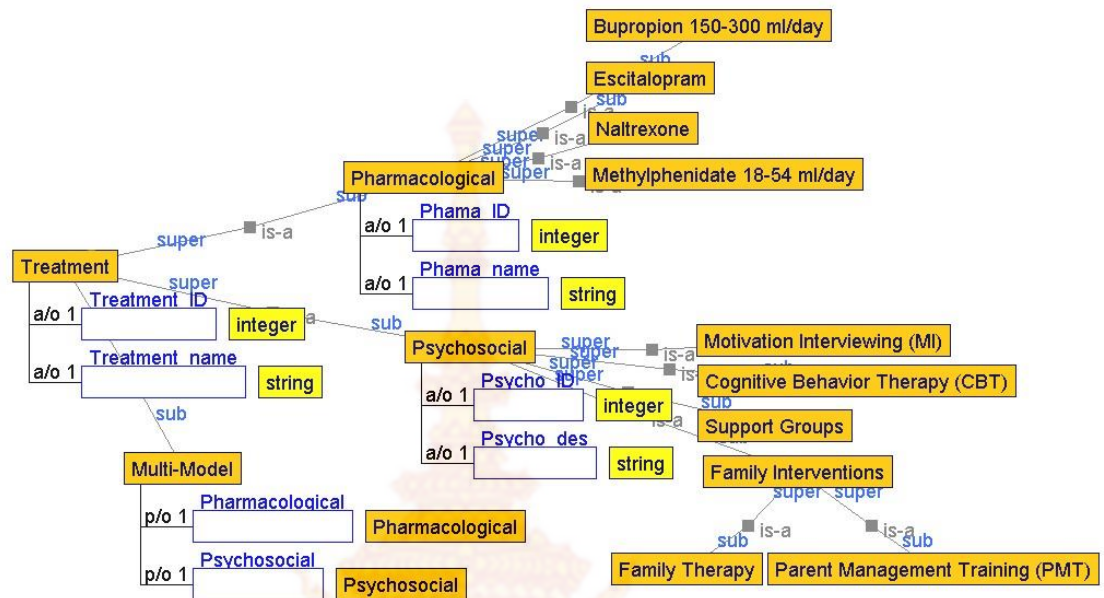 Bupropion 150-300 ml/day
sub
Escitalopram
sub
is-a
Naltrexone
super
is-a
super
super
is-a
super
Methylphenidate 18-54 ml/day
Pharmacological
sub
is-a
Phama_ID
a/o 1
integer
super
Treatment
Phama_name
super
a/o 1
string
Treatment_ID
a/o 1
integer
sub
Psychosocial
super
is-a
Motivation Interviewing (MI)
Treatment_name
super
a/o 1
string
super
Cognitive Behavior Therapy (CBT)
super
Psycho_ID
a/o 1
integer
sub
Support Groups
sub
is-a
Psycho_des
a/o 1
string
Multi-Model
Family Interventions
super
super
Pharmacological
p/o 1
Pharmacological
is-a
is-a
sub
sub
Psychosocial
p/o 1
Psychosocial
Family Therapy
Parent Management Training (PMT)